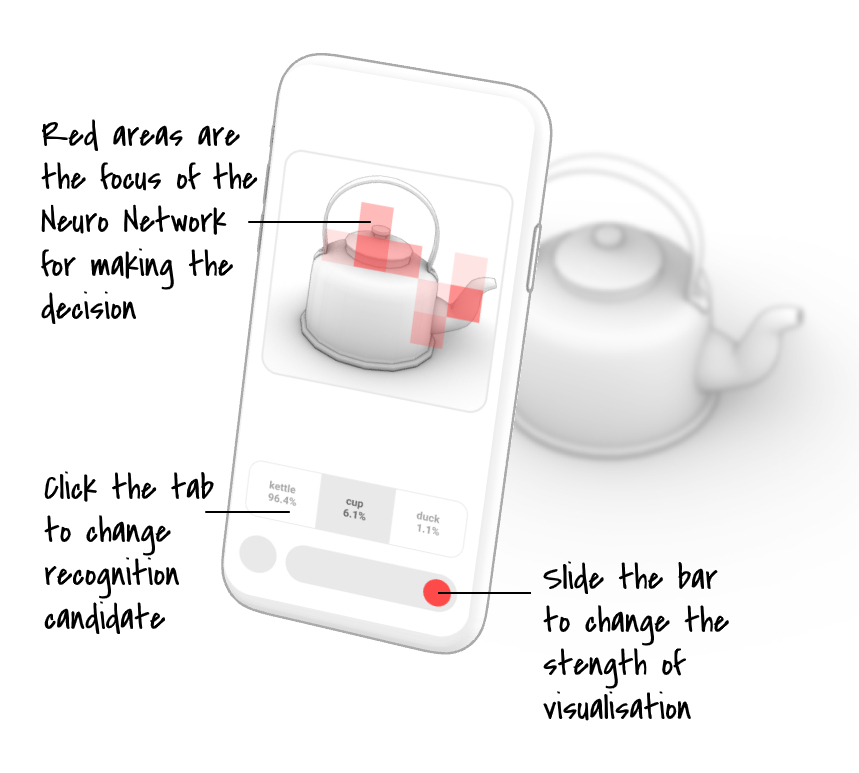 Red areas are
the focus of the
Neuro Network
for making the
decision
Click the tab
to change
recognition
candidate
kettle
96.4%
cup
6.1%
duck
1.1%
Slide the bar
to change the
stength of
visualisation